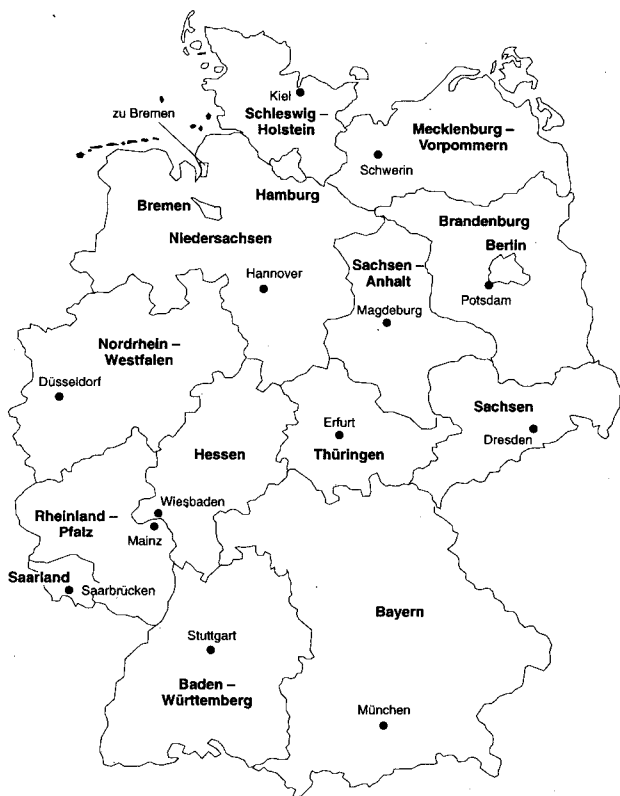 Kiel
Schleswig –
Holstein
zu Bremen
Mecklenburg –
Vorpommern
Schwerin
Hamburg
Bremen
Niedersachsen
Brandenburg
Berlin
Hannover
Sachsen –
Anhalt
Potsdam
Magdeburg
Nordrhein –
Westfalen
Düsseldorf
Sachsen
Dresden
Erfurt
Thüringen
Hessen
Wiesbaden
Rheinland –
Pfalz
Mainz
Saarland
Saarbrücken
Bayern
Stuttgart
Baden –
Württemberg
München